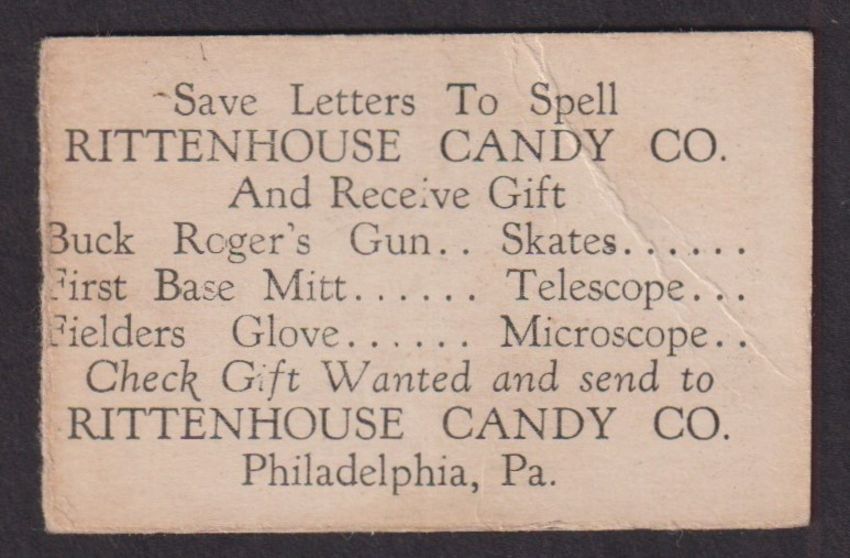 Save Letters To Spell
RITTENHOUSE CANDY CO.
And Receive Gift
Buck Roger's Gun.. Skates......
First Base Mitt...... Telescope...
Fielders Glove...... Microscope..
Check Gift Wanted and send to
RITTENHOUSE CANDY CO.
Philadelphia, Pa.